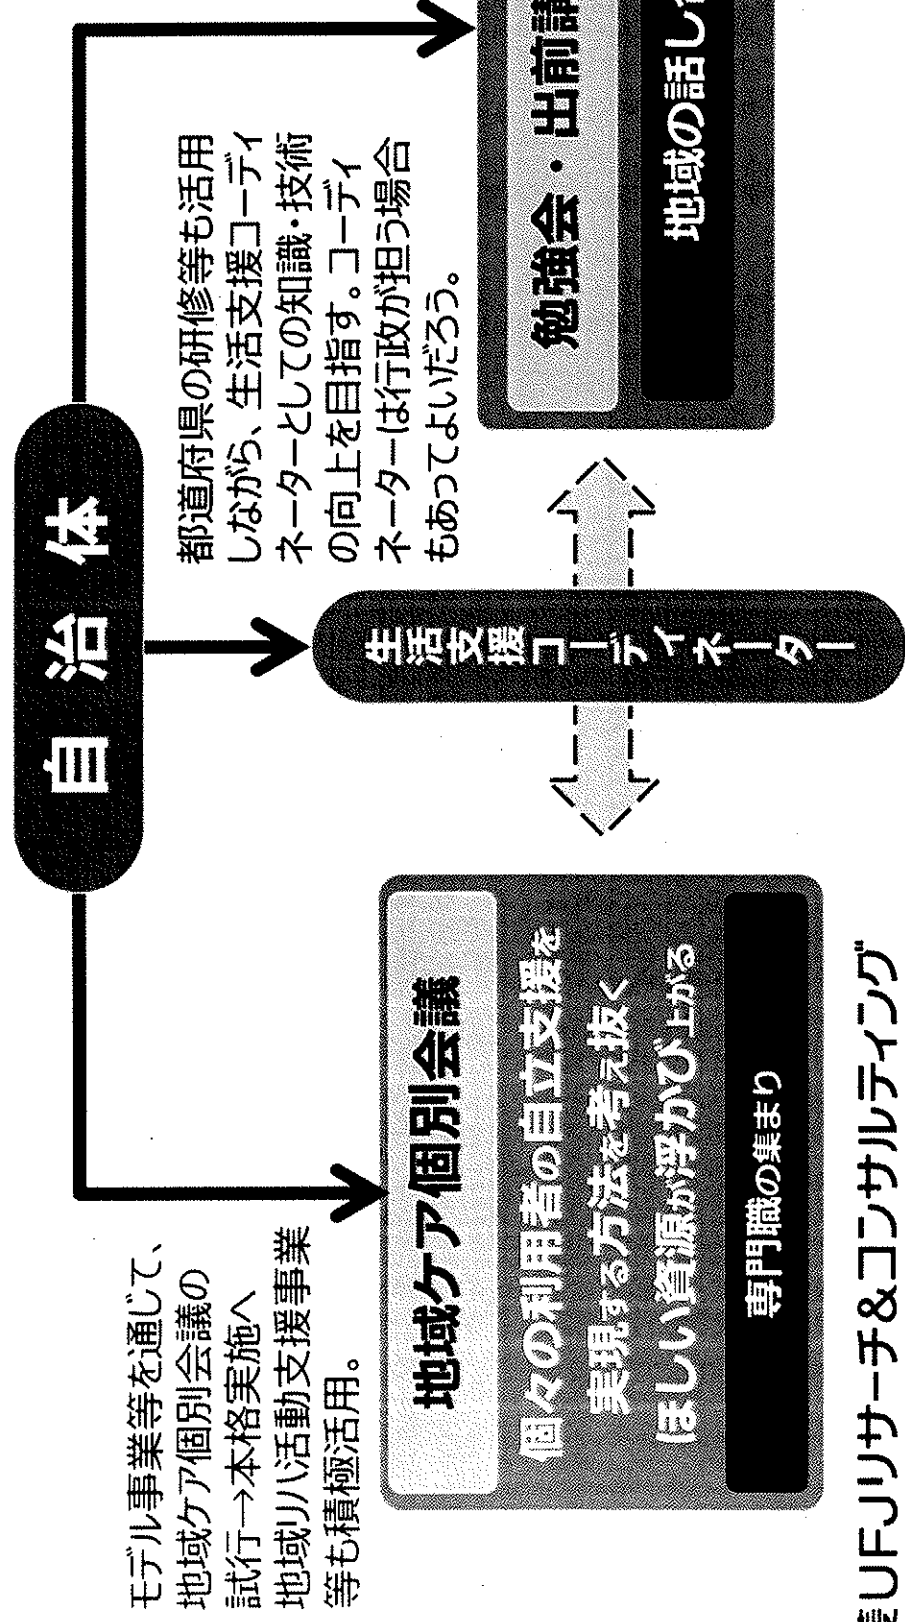 自治体
モデル事業等を通じて、
地域ケア個別会議の
試行→本格実施へ
地域リハ活動支援事業
等も積極活用。
都道府県の研修等も活用
しながら、生活支援コーディ
ネーターとしての知識・技術
の向上を目指す。コーディ
ネーターは行政が担う場合
もあってよいだろう。
地域ケア個別会議
個々の利用者の自立支援を
実現する方法を考え抜く
ほしい資源が浮かび上がる
専門職の集まり
生活支援コーディネーター
勉強会・出前講
地域の話し合
UFJリサーチ&コンサルティング